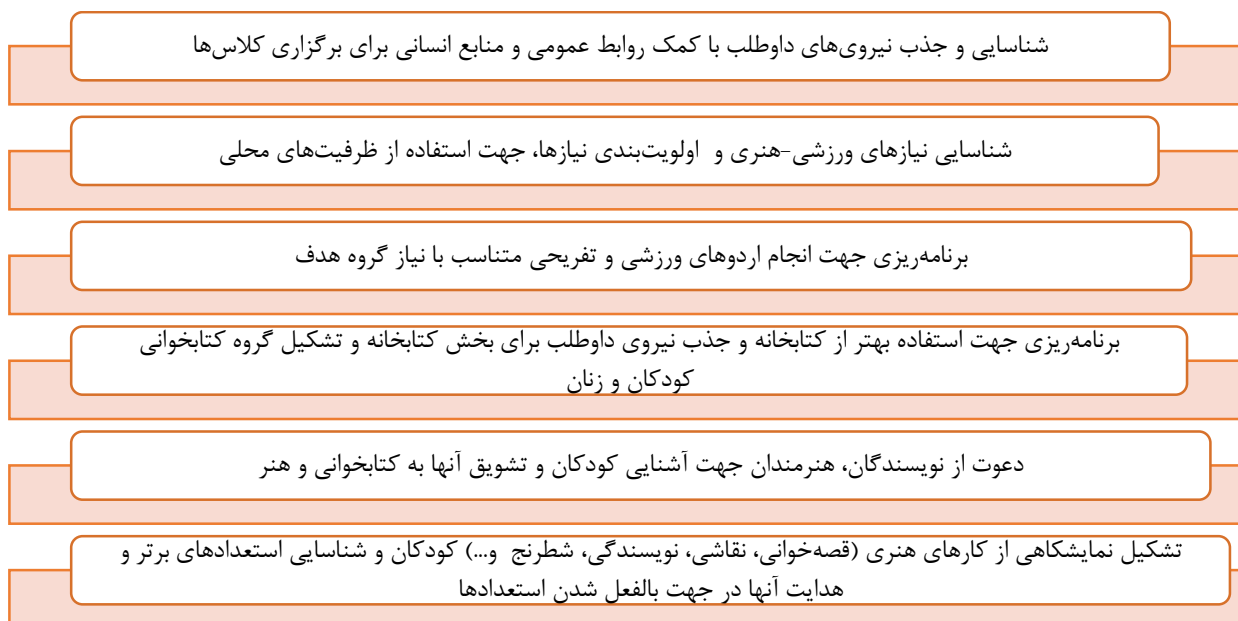 شناسایی و جذب نیروی‌های داوطلب با کمک روابط عمومی و منابع انسانی برای برگزاری کلاس‌ها
شناسایی نیازهای ورزشی-هنری و اولویت‌بندی نیازها، جهت استفاده از ظرفیت‌های محلی
برنامه‌ریزی جهت انجام اردوهای ورزشی و تفریحی متناسب با نیاز گروه هدف
برنامه‌ریزی جهت استفاده بهتر از کتابخانه و جذب نیروی داوطلب برای بخش کتابخانه و تشکیل گروه کتابخوانی
کودکان و زنان
دعوت از نویسندگان، هنرمندان جهت آشنایی کودکان و تشویق آنها به کتابخوانی و هنر
تشکیل نمایشکاهی از کارهای هنری (قصه‌خوانی، نقاشی، نویسندگی، شطرنج و...) کودکان و شناسایی استعدادهای برتر و
هدایت آنها در جهت بالفعل شدن استعدادها